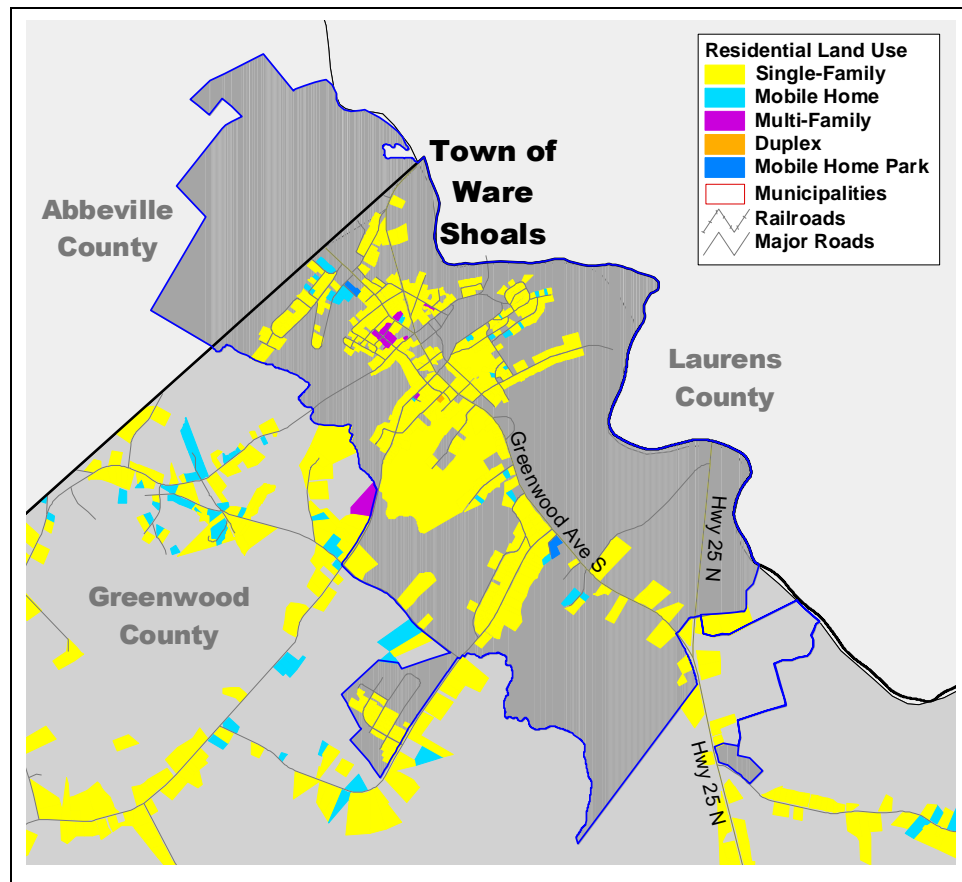 Residential Land Use
Single-Family
Mobile Home
Multi-Family
Duplex
Mobile Home Park
Municipalities
Railroads
Major Roads
Town of
Ware
Shoals
Abbeville
County
Laurens
County
Greenwood Ave S
Hwy 25 N
Greenwood
County
Hwy 25 N